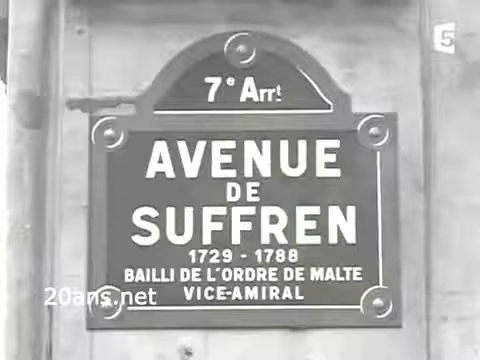 5
7e Arrt
AVENUE
DE
SUFFREN
1729 - 1788
BAILLI DE L'ORDRE DE MALTE
VICE-AMIRAL
20ans.net